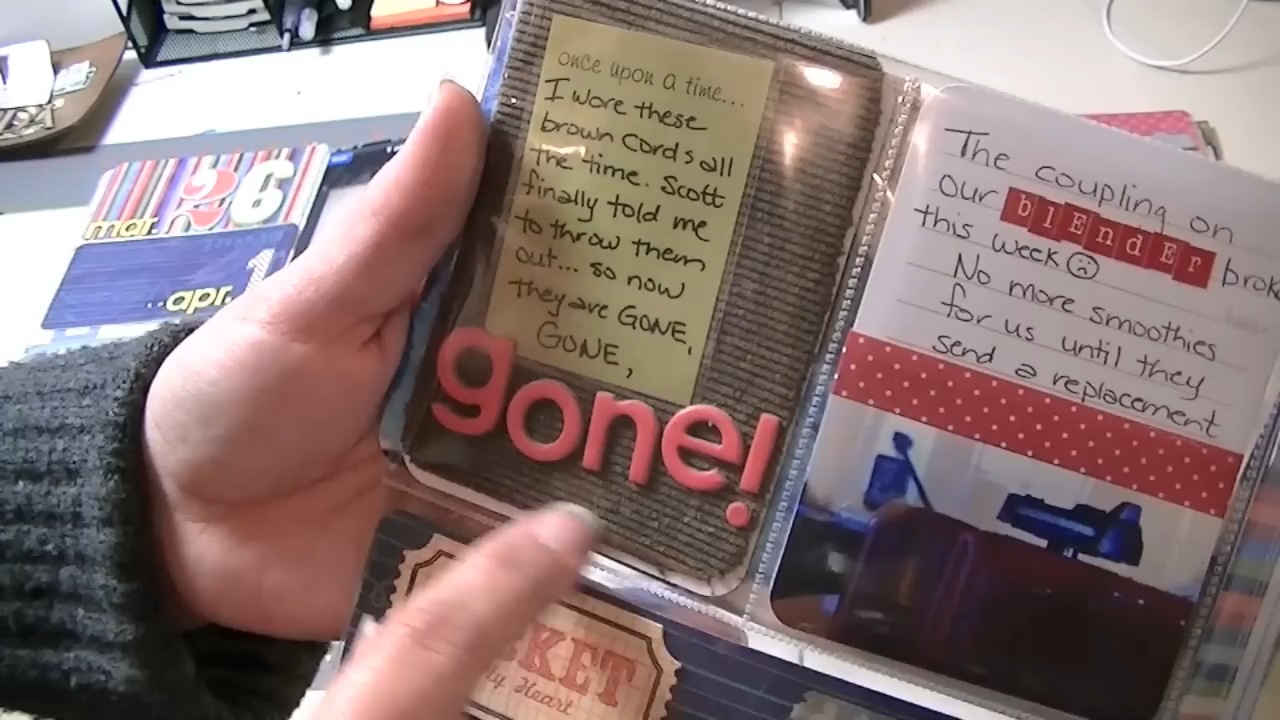 once upon a time...
I wore these
brown cords all
the time. Scott
finally told me
to throw them
out... so now
they are GONE,
GONE,
gone!
The coupling on
our blEndEr broke
this week
No more smoothies
for us until they
send a replacement
mar. 26
..apr. 1